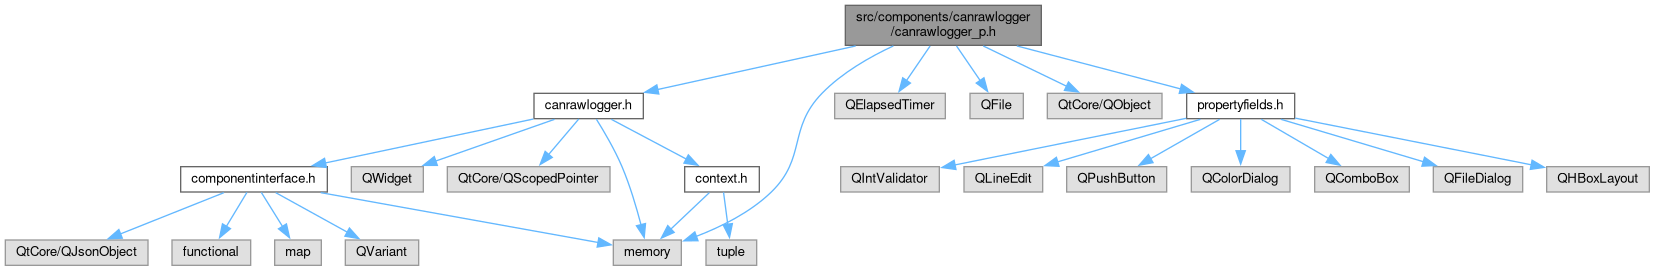 src/components/canrawlogger
/canrawlogger_p.h
canrawlogger.h
QElapsedTimer
QFile
QtCore/QObject
propertyfields.h
componentinterface.h
QWidget
QtCore/QScopedPointer
context.h
QIntValidator
QLineEdit
QPushButton
QColorDialog
QComboBox
QFileDialog
QHBoxLayout
QtCore/QJsonObject
functional
map
QVariant
memory
tuple